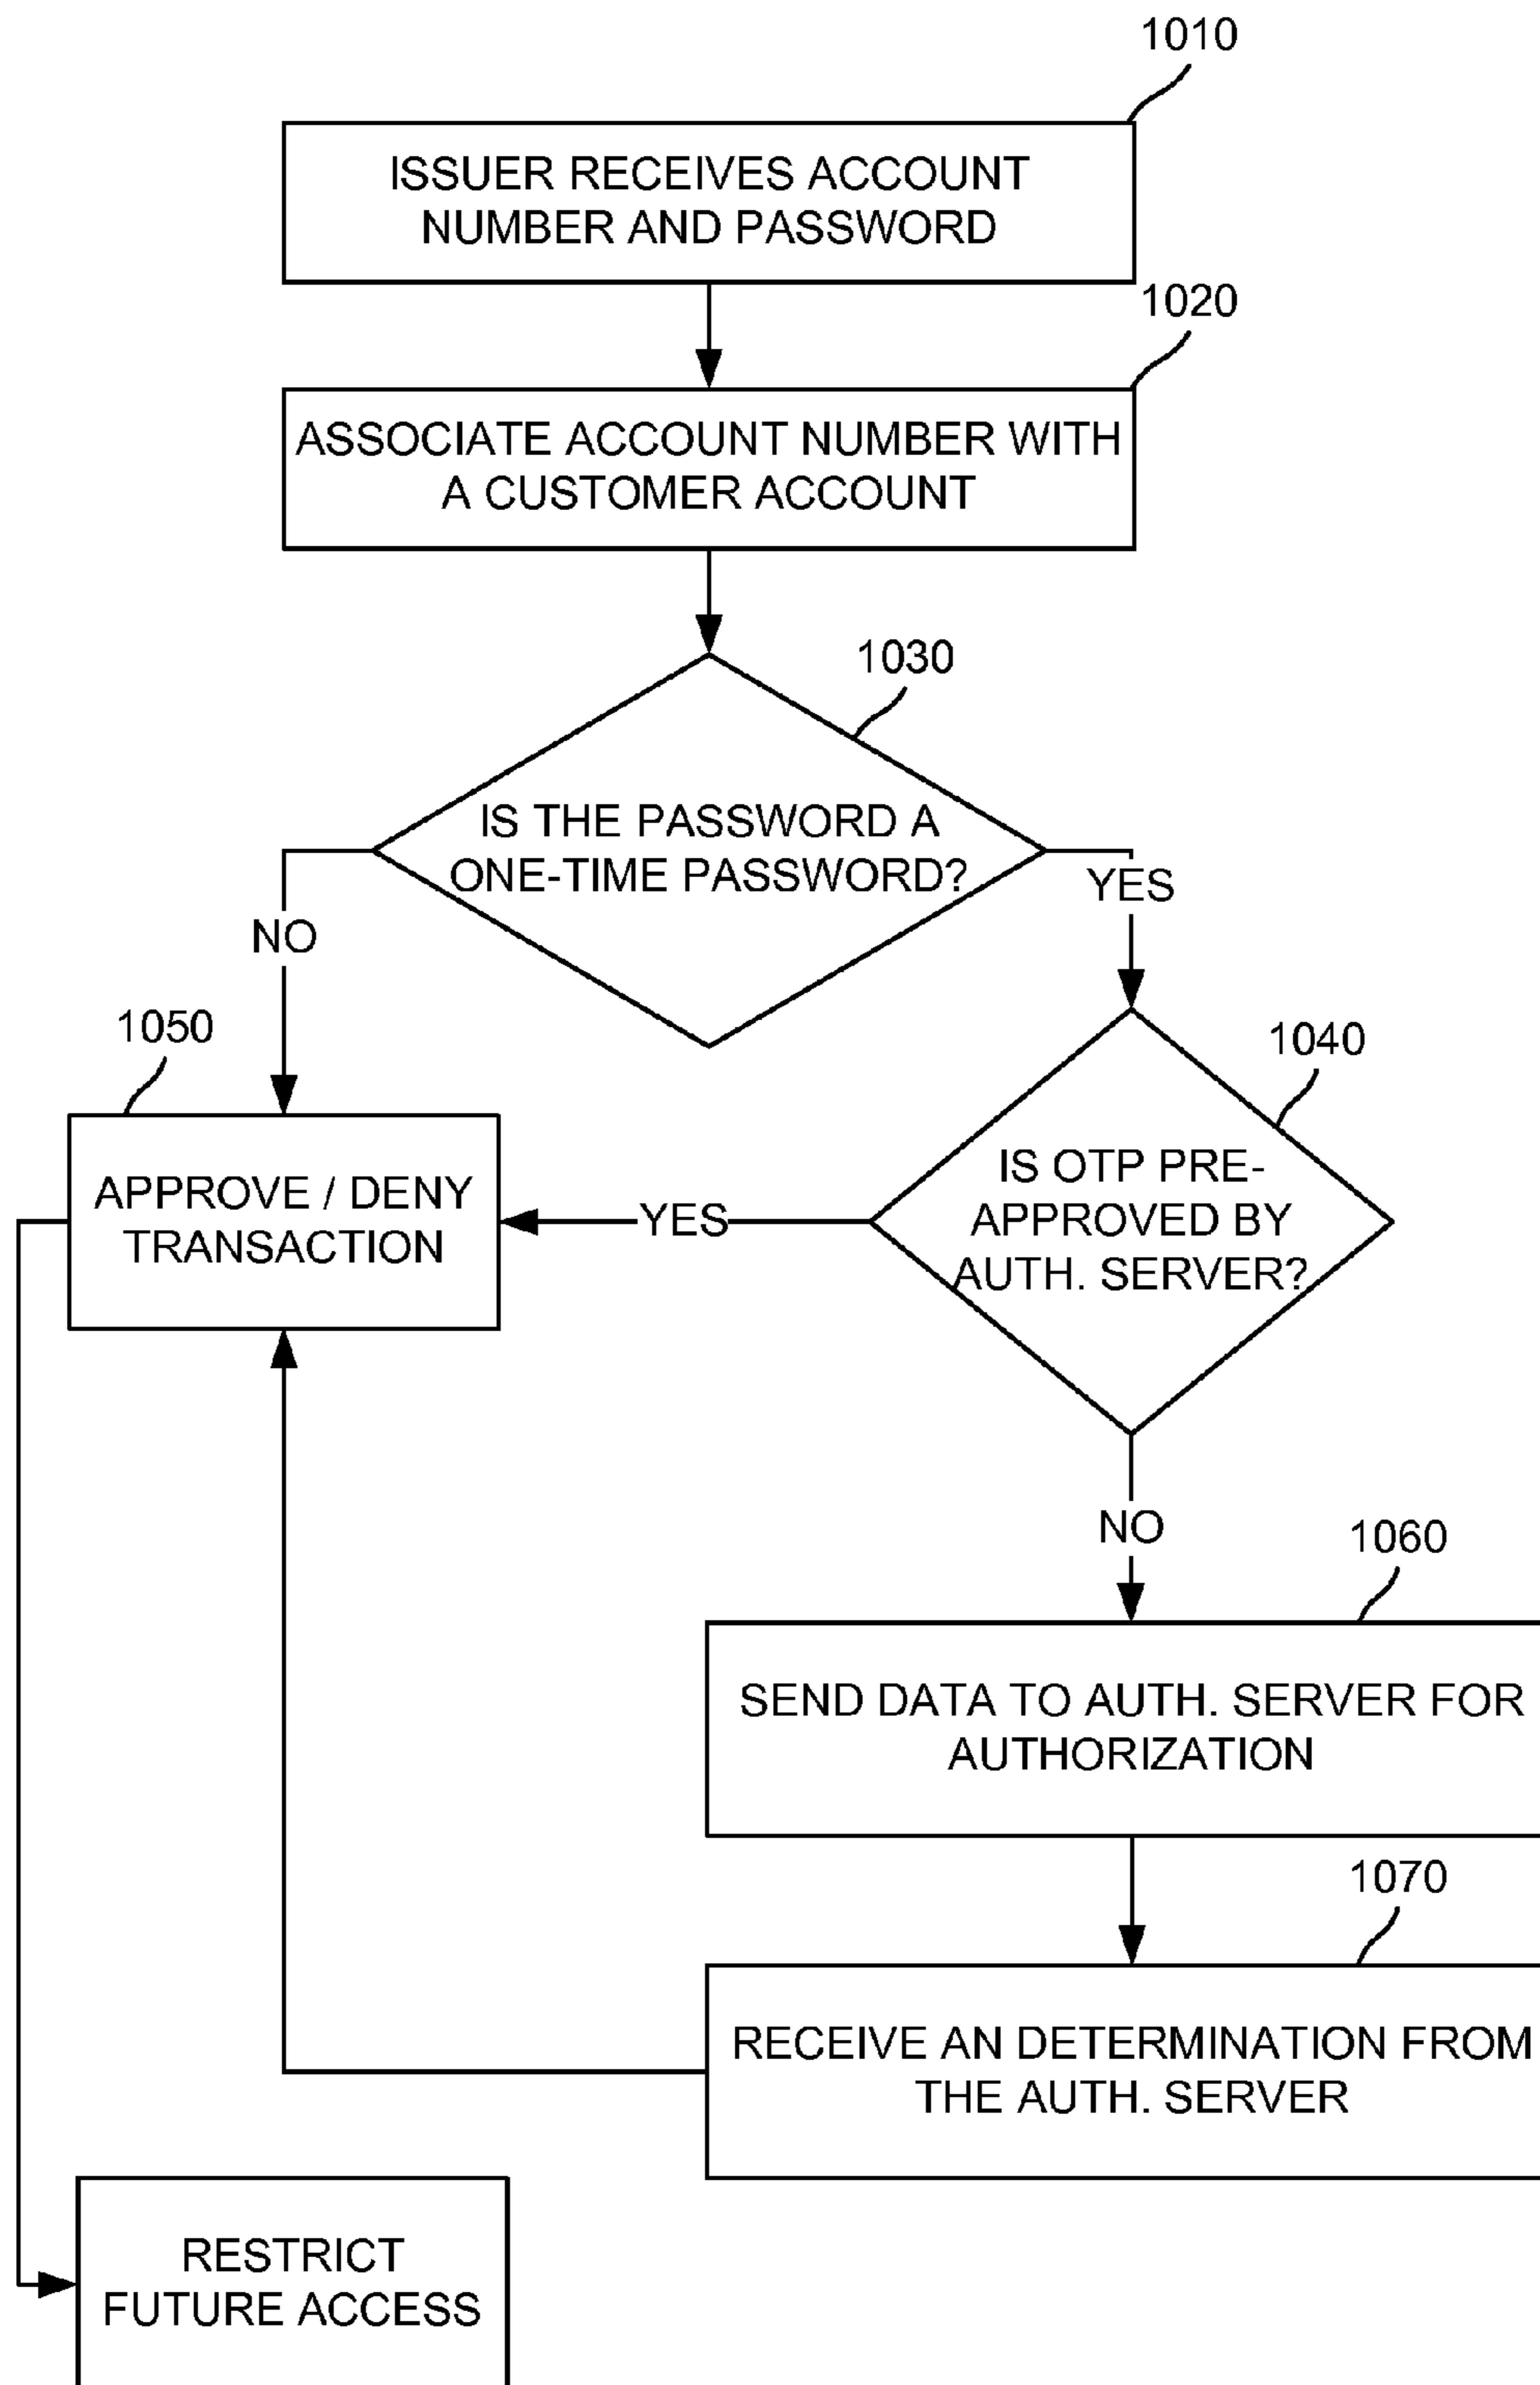 1010
ISSUER RECEIVES ACCOUNT
NUMBER AND PASSWORD
1020
ASSOCIATE ACCOUNT NUMBER WITH
A CUSTOMER ACCOUNT
1030
IS THE PASSWORD A
ONE-TIME PASSWORD?
YES
NO
1050
1040
APPROVE / DENY
TRANSACTION
YES
IS OTP PRE-
APPROVED BY
AUTH. SERVER?
NO
1060
SEND DATA TO AUTH. SERVER FOR
AUTHORIZATION
1070
RECEIVE AN DETERMINATION FROM
THE AUTH. SERVER
RESTRICT
FUTURE ACCESS